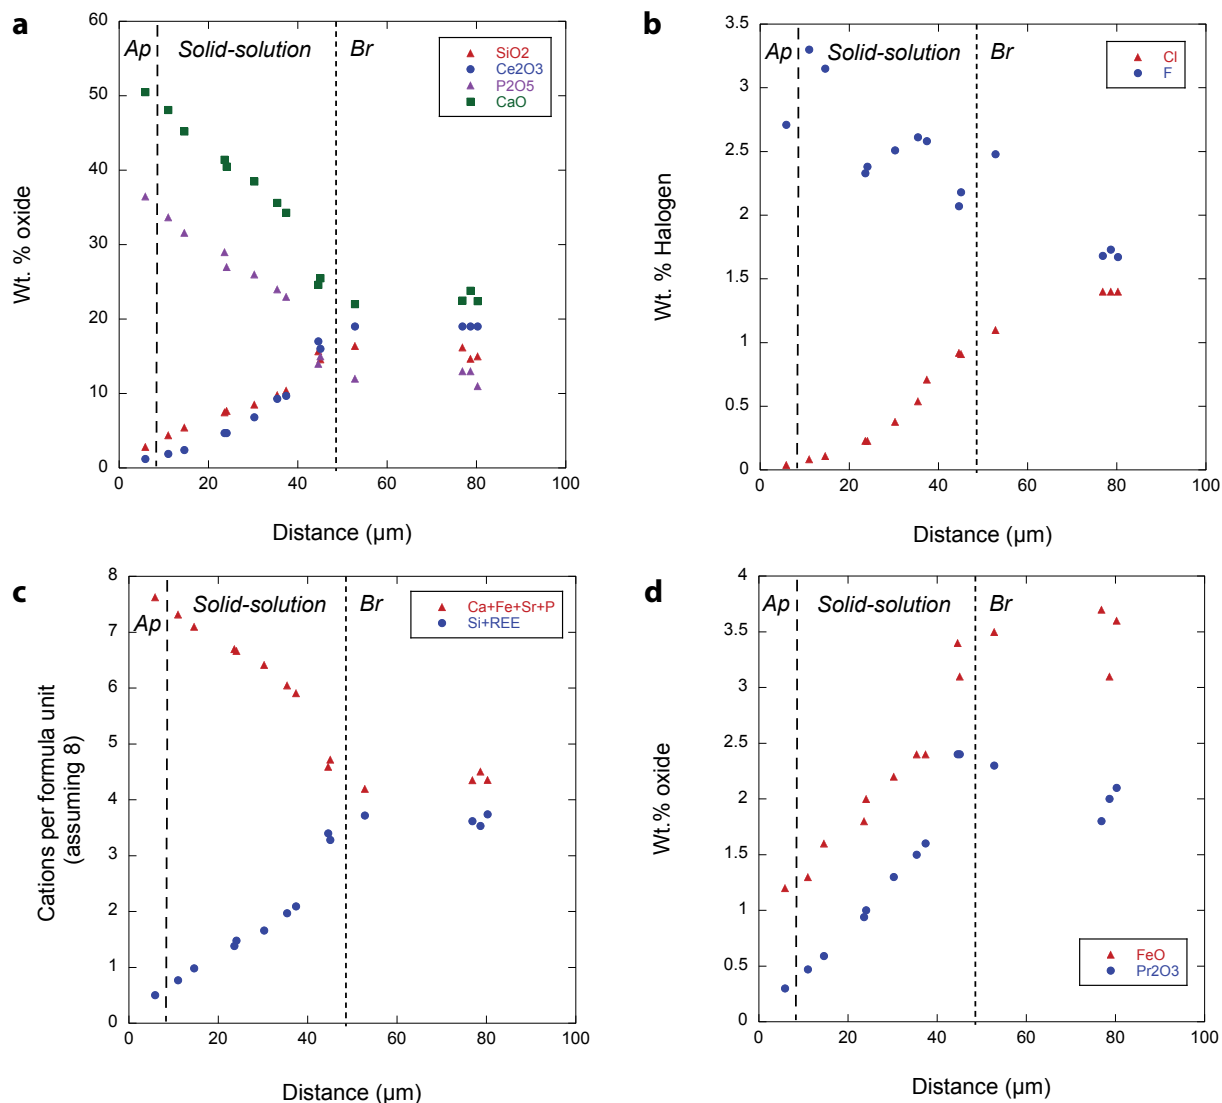 a
Ap
Solid-solution
Br
SiO2
Ce2O3
P2O5
CaO
60
50
40
30
20
10
0
Wt. % oxide
0 20 40 60 80 100
Distance (µm)
b
Ap
Solid-solution
Br
Cl
F
3.5
3
2.5
2
1.5
1
0.5
0
Wt. % Halogen
0 20 40 60 80 100
Distance (µm)
c
Ap
Solid-solution
Br
Ca+Fe+Sr+P
Si+REE
8
7
6
5
4
3
2
1
0
Cations per formula unit
(assuming 8)
0 20 40 60 80 100
Distance (µm)
d
Ap
Solid-solution
Br
4
3.5
3
2.5
2
1.5
1
0.5
0
Wt.% oxide
FeO
Pr2O3
0 20 40 60 80 100
Distance (µm)